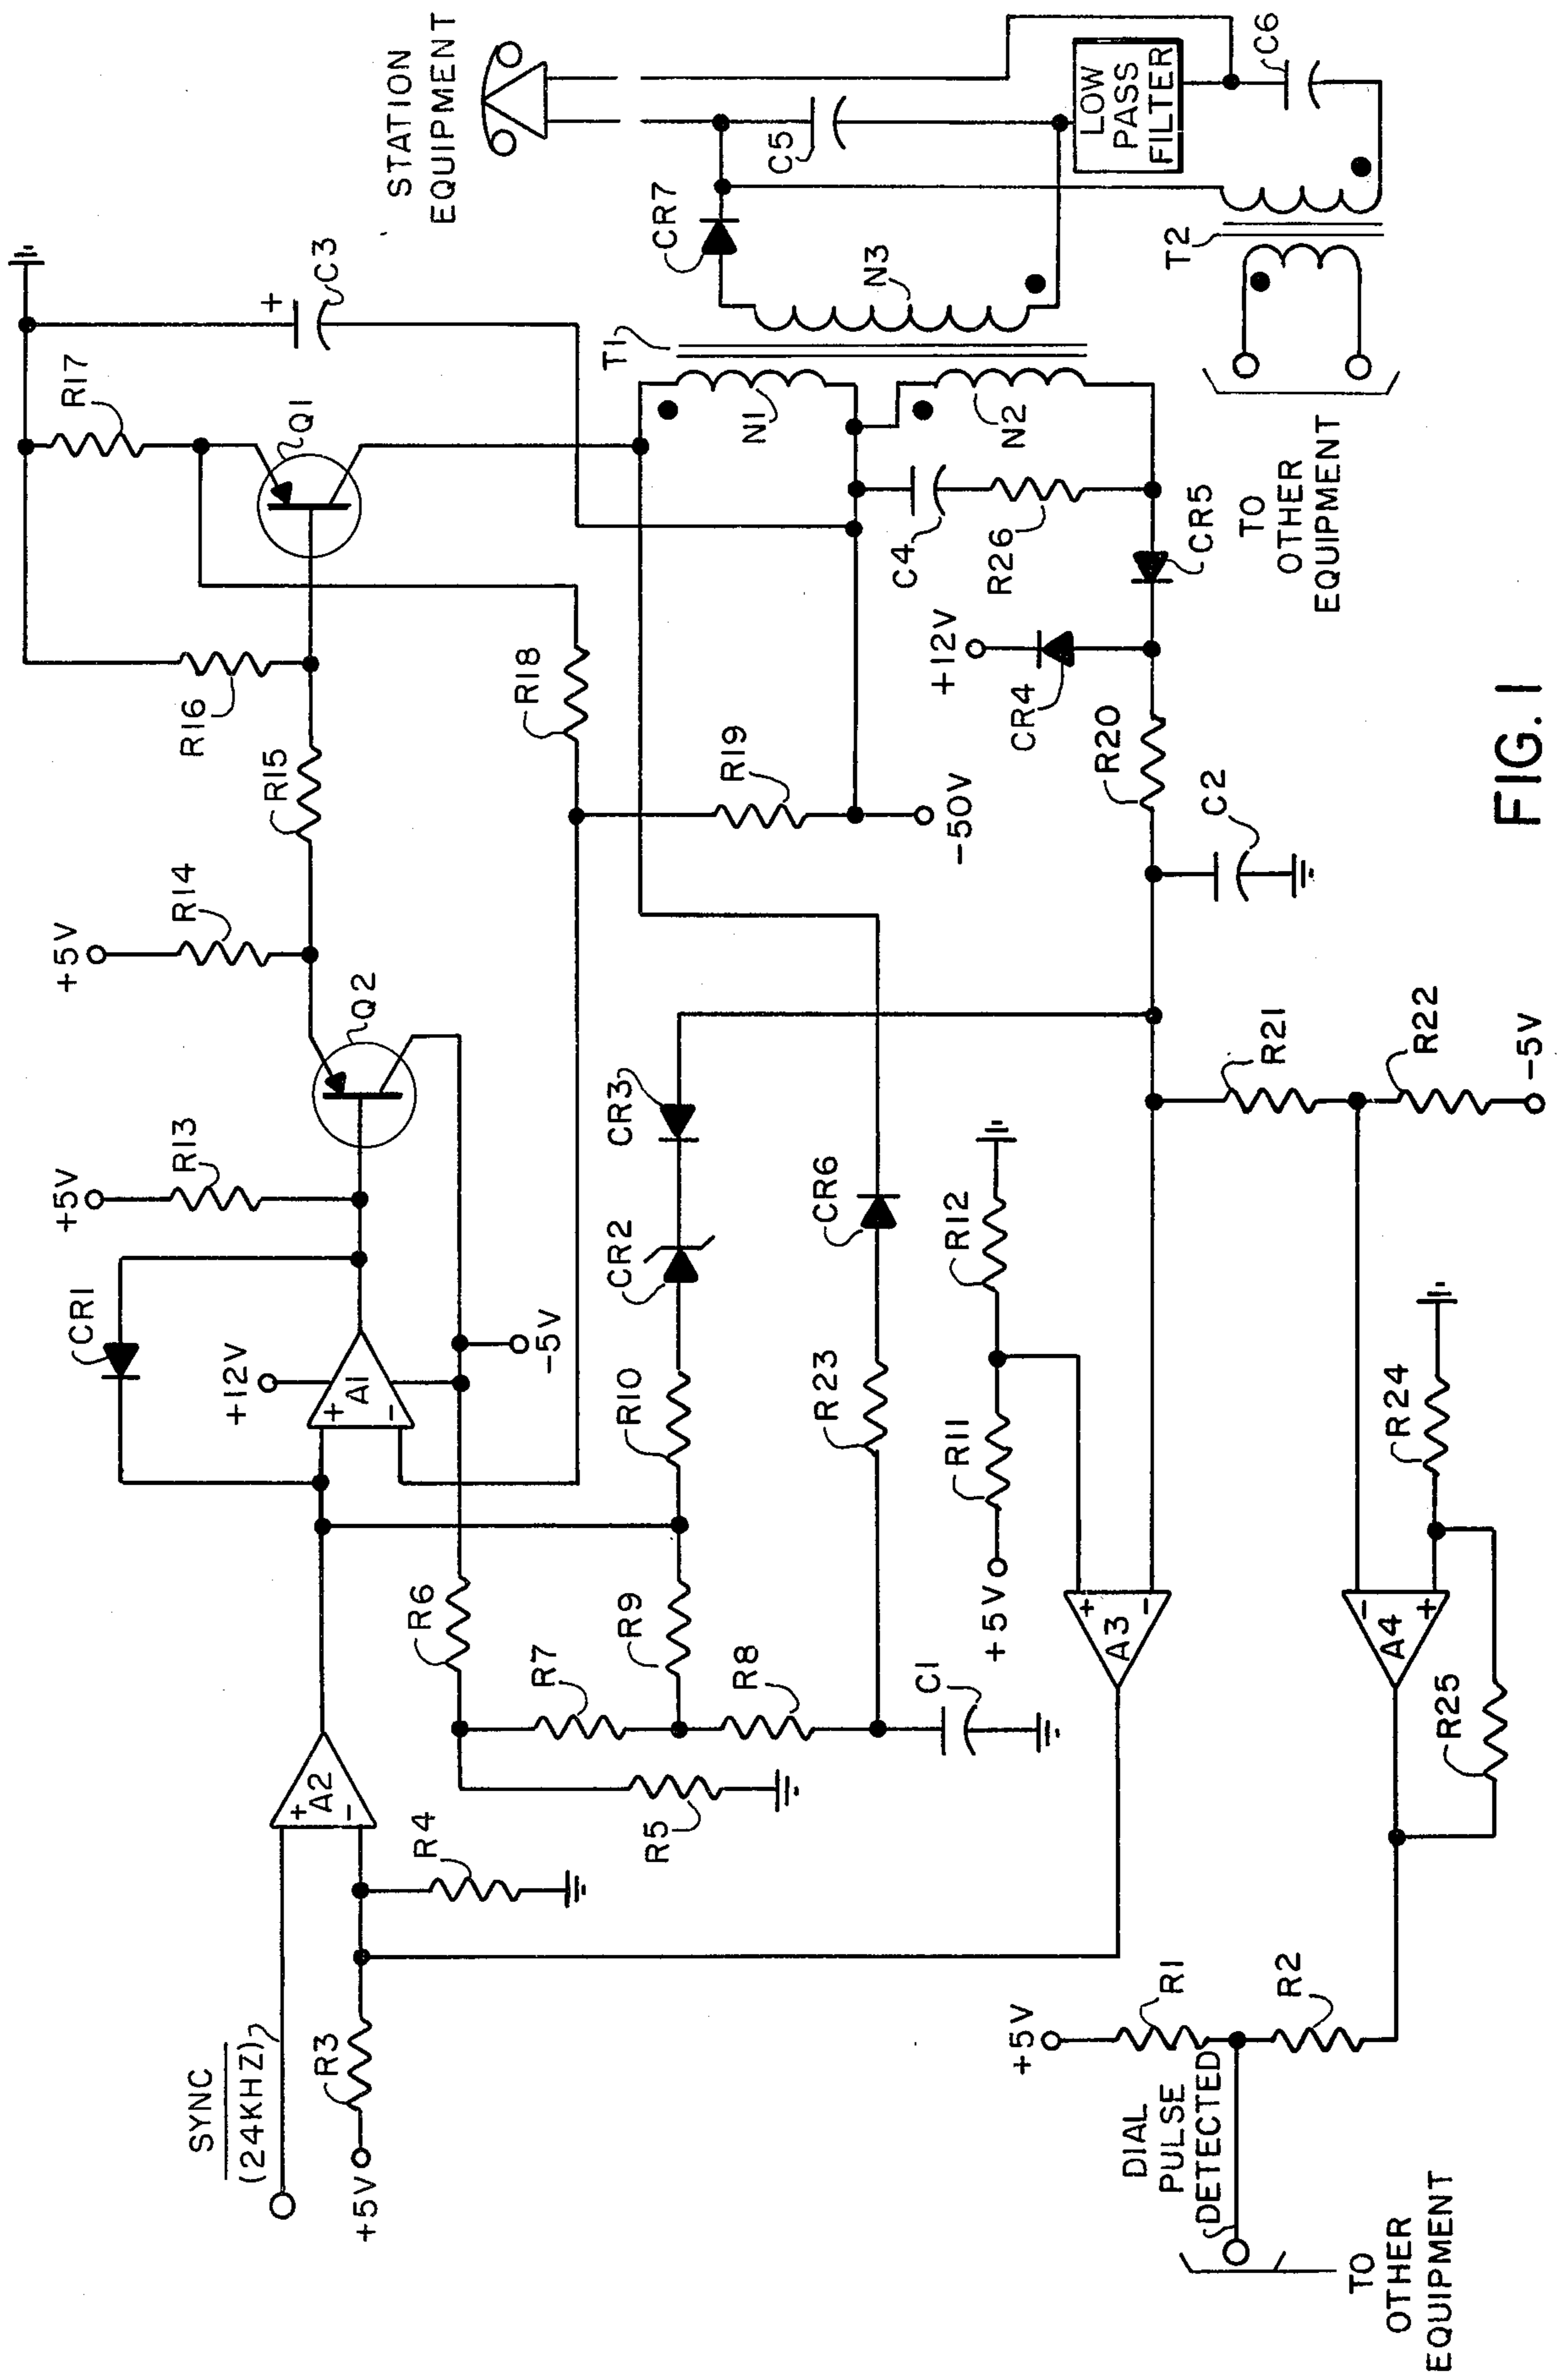 STATION
EQUIPMENT
C3
R17
Q1
R16
R15
R14
+5V
Q2
R13
+5V
CR1
+12V
A1
+
-
-5V
R18
R19
-50V
T1
N1
N2
N3
CR7
C5
LOW
PASS
FILTER
C6
T2
TO
OTHER
EQUIPMENT
C4
R26
CR5
+12V
CR4
R20
C2
CR3
CR2
R10
CR6
R23
R12
R11
+5V
R6
R7
R9
R8
C1
R5
A2
+
-
R4
SYNC
(24KHZ)
R3
+5V
A3
+
-
R21
R22
-5V
A4
-
+
R24
R25
+5V
R1
R2
DIAL
PULSE
DETECTED
TO
OTHER
EQUIPMENT
+
FIG. 1